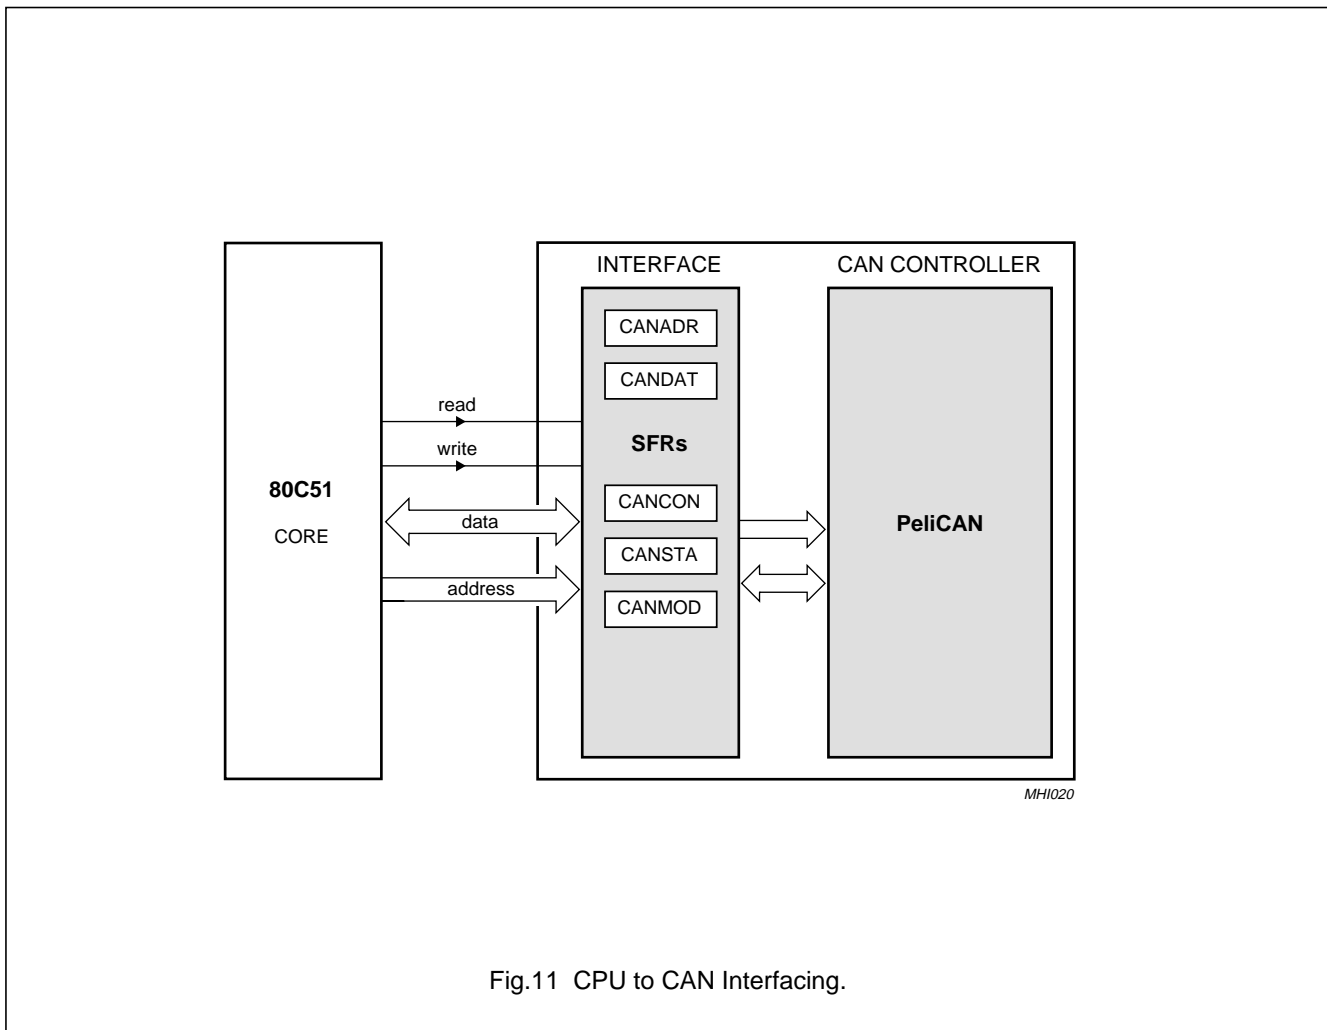 INTERFACE
CAN CONTROLLER
CANADR
CANDAT
read
SFRs
write
80C51
CORE
CANCON
data
PeliCAN
CANSTA
address
CANMOD
MHI020
Fig.11 CPU to CAN Interfacing.